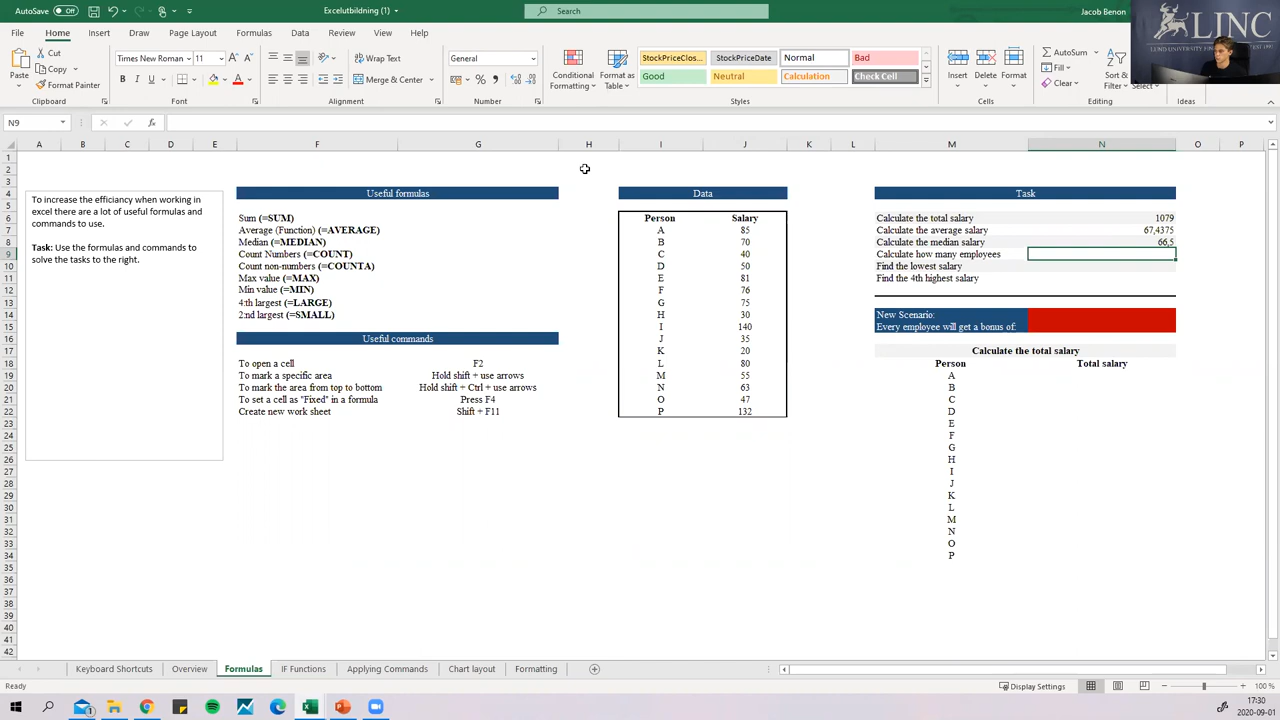 AutoSave Off Excelutbildning (1) Search Jacob Benon
LINC
File Home Insert Draw Page Layout Formulas Data Review View Help
Paste Cut Copy Format Painter Clipboard
Times New Roman 11 B I U Font
Wrap Text Merge & Center Alignment
General Number
Conditional Formatting Format as Table
StockPriceClos... StockPriceDate Normal Bad
Good Neutral Calculation Check Cell
Styles
Insert Delete Format Cells
AutoSum Fill Clear Sort & Filter Select Editing Ideas
N9 fx
A B C D E F G H I J K L M N O P
To increase the efficiancy when working in
excel there are a lot of useful formulas and
commands to use.
Task: Use the formulas and commands to
solve the tasks to the right.
Useful formulas
Sum (=SUM)
Average (Function) (=AVERAGE)
Median (=MEDIAN)
Count Numbers (=COUNT)
Count non-numbers (=COUNTA)
Max value (=MAX)
Min value (=MIN)
4:th largest (=LARGE)
2:nd largest (=SMALL)
Useful commands
To open a cell F2
To mark a specific area Hold shift + use arrows
To mark the area from top to bottom Hold shift + Ctrl + use arrows
To set a cell as "Fixed" in a formula Press F4
Create new work sheet Shift + F11
Data
Person Salary
A 85
B 70
C 40
D 50
E 81
F 76
G 75
H 30
I 140
J 35
K 20
L 80
M 55
N 63
O 47
P 132
Task
Calculate the total salary 1079
Calculate the average salary 67,4375
Calculate the median salary 66,5
Calculate how many employees
Find the lowest salary
Find the 4th highest salary
New Scenario:
Every employee will get a bonus of:
Calculate the total salary
Person Total salary
A
B
C
D
E
F
G
H
I
J
K
L
M
N
O
P
Keyboard Shortcuts Overview Formulas IF Functions Applying Commands Chart layout Formatting
Ready Display Settings 100 %
17:30
2020-09-01